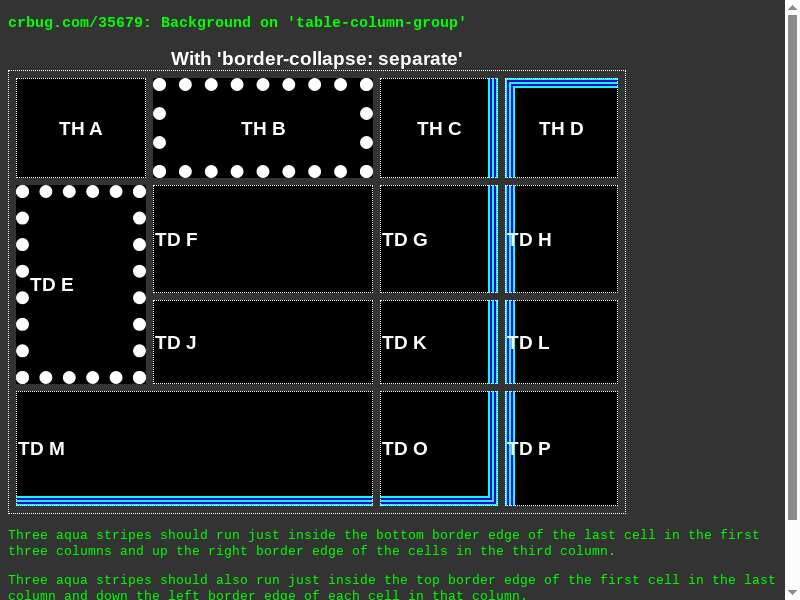 crbug.com/35679: Background on 'table-column-group'
With 'border-collapse: separate'
TH A TH B TH C TH D
TD E TD F TD G TD H
TD J TD K TD L
TD M TD O TD P
Three aqua stripes should run just inside the bottom border edge of the last cell in the first
three columns and up the right border edge of the cells in the third column.
Three aqua stripes should also run just inside the top border edge of the first cell in the last
column and down the left border edge of each cell in that column.